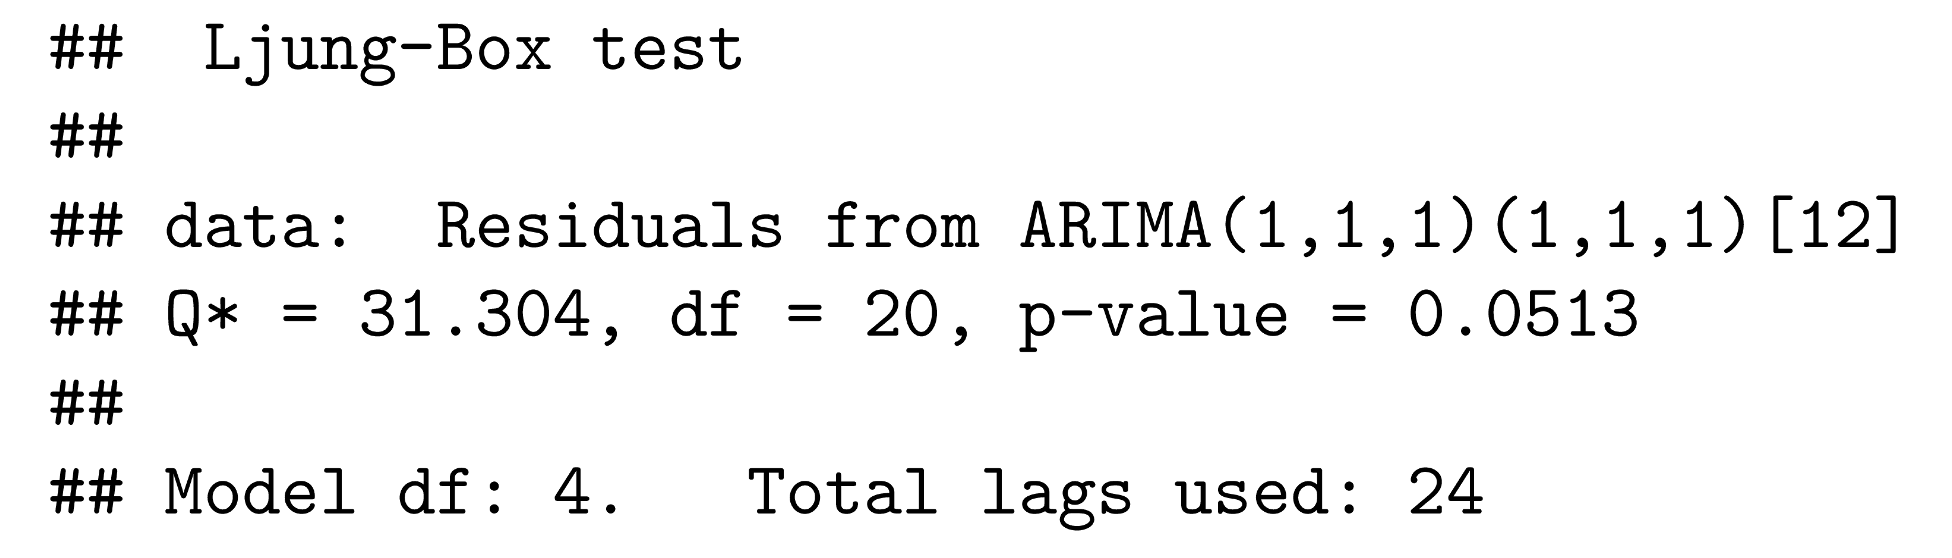 ##  Ljung-Box test
##
## data:  Residuals from ARIMA(1,1,1)(1,1,1)[12]
## Q* = 31.304, df = 20, p-value = 0.0513
##
## Model df: 4.   Total lags used: 24